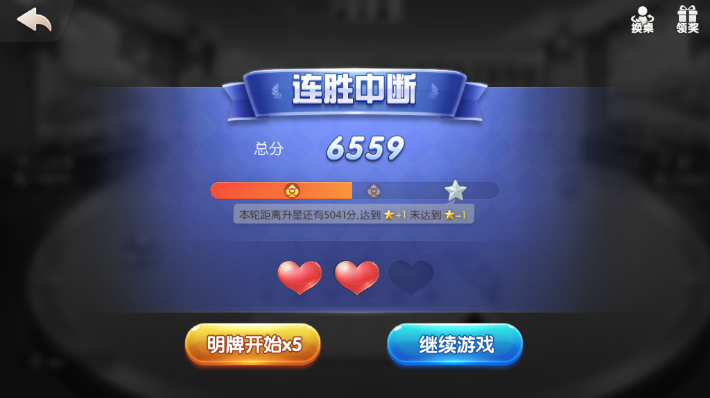 换桌
领奖
连胜中断
总分 6559
本轮距离升星还有5041分,达到 +1 未达到 -1
明牌开始x5
继续游戏